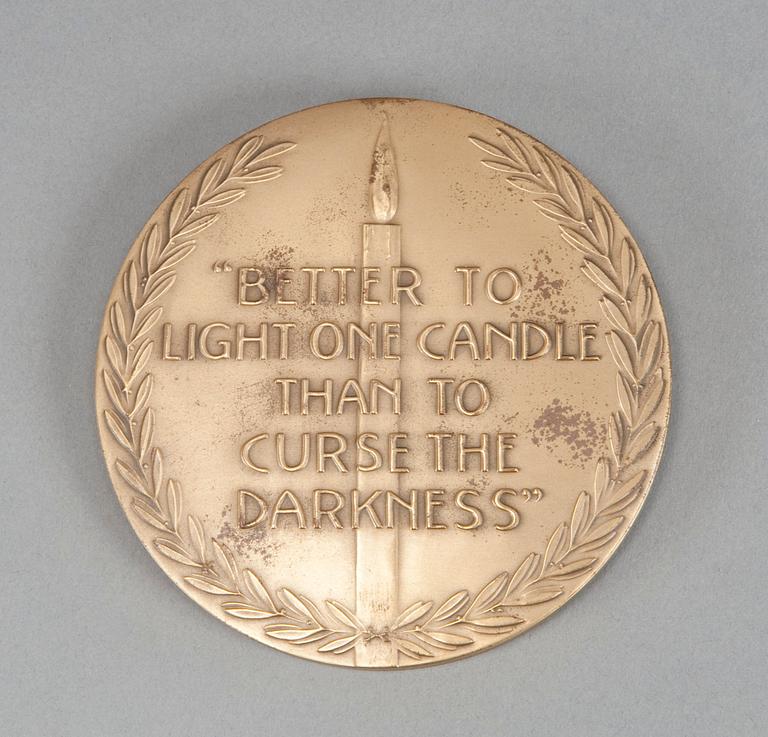 “BETTER TO
LIGHT ONE CANDLE
THAN TO
CURSE THE
DARKNESS”